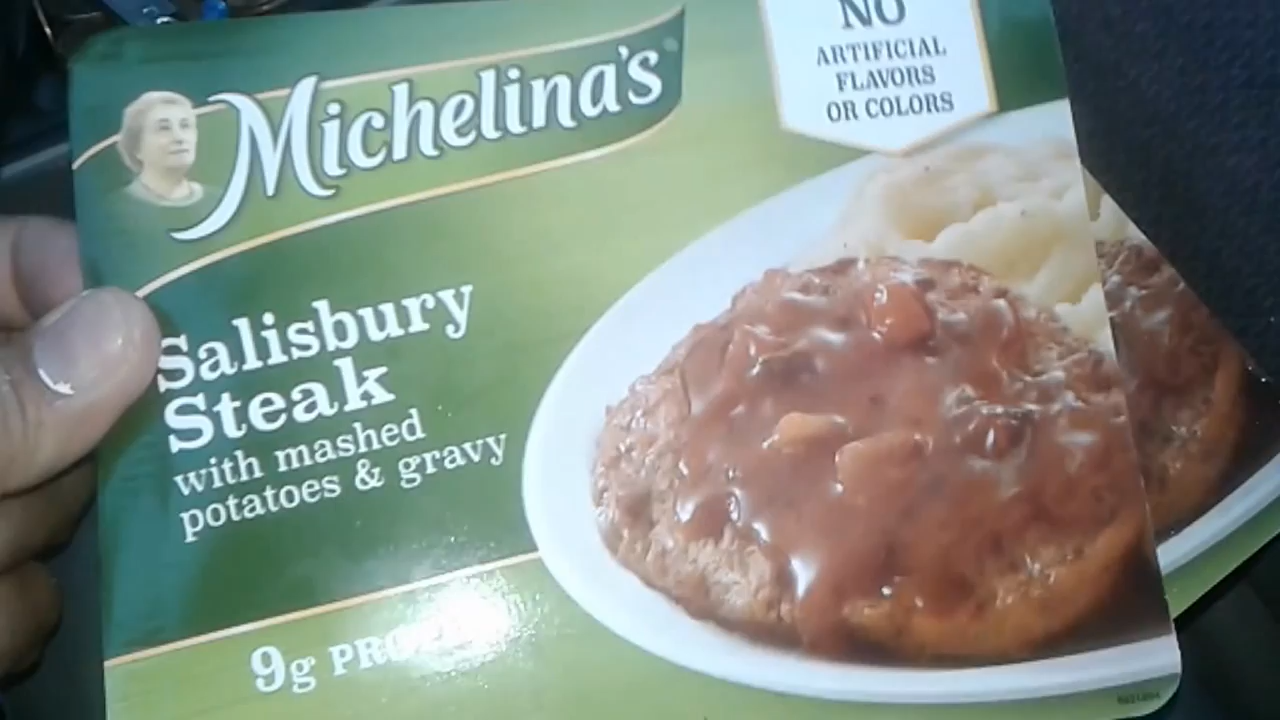 Michelina's
NO
ARTIFICIAL
FLAVORS
OR COLORS
Salisbury
Steak
with mashed
potatoes & gravy
9g